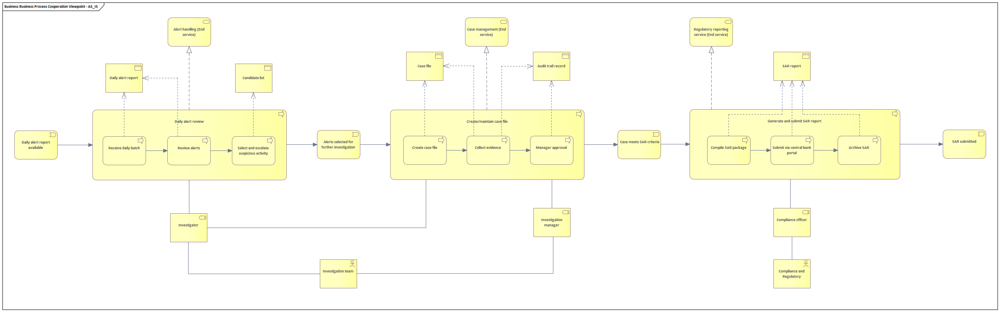 business Business Process Cooperation Viewpoint - AS_IS
Alert handling (End
service)
Case management (End
service)
Regulatory reporting
service (End service)
Daily alert report
Candidate list
Case file
Audit trail record
SAR report
Daily alert review
Create/maintain case file
Generate and submit SAR report
Daily alert report
available
Receive daily batch
Review alerts
Select and escelate
suspicious activity
Alerts selected for
further investigation
Create case file
Collect evidence
Manager approval
Case meets SAR criteria
Compile SAR package
Submit via central bank
portal
Archive SAR
SAR submitted
Investigator
Investigation
manager
Compliance officer
Investigation team
Compliance and
Regulatory